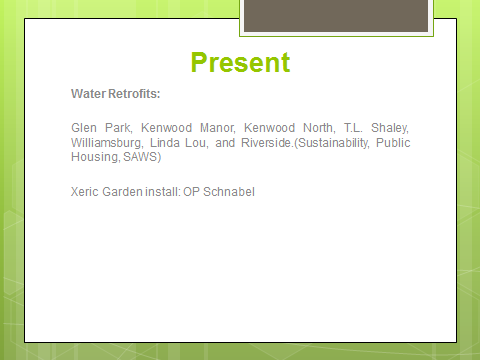 Present
Water Retrofits:
Glen Park, Kenwood Manor, Kenwood North, T.L. Shaley,
Williamsburg, Linda Lou, and Riverside.(Sustainability, Public
Housing, SAWS)
Xeric Garden install: OP Schnabel